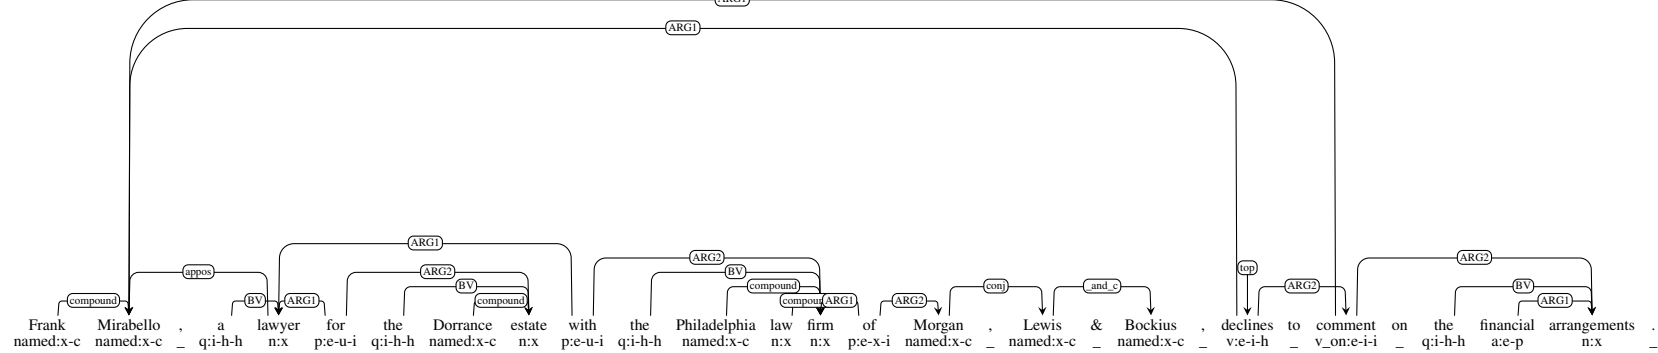 ARG1
ARG1
ARG1 ARG2 ARG2
top
appos ARG2 BV
BV compound conj _and_c ARG2 BV
compound BV ARG1 compound ARG1 ARG2 ARG1
Frank Mirabello , a lawyer for the Dorrance estate with the Philadelphia law firm of Morgan , Lewis & Bockius , declines to comment on the financial arrangements .
named:x-c named:x-c _ q:i-h-h n:x p:e-u-i q:i-h-h named:x-c n:x p:e-u-i q:i-h-h named:x-c n:x n:x p:e-x-i named:x-c _ named:x-c _ named:x-c _ v:e-i-h _ v_on:e-i-i _ q:i-h-h a:e-p n:x _